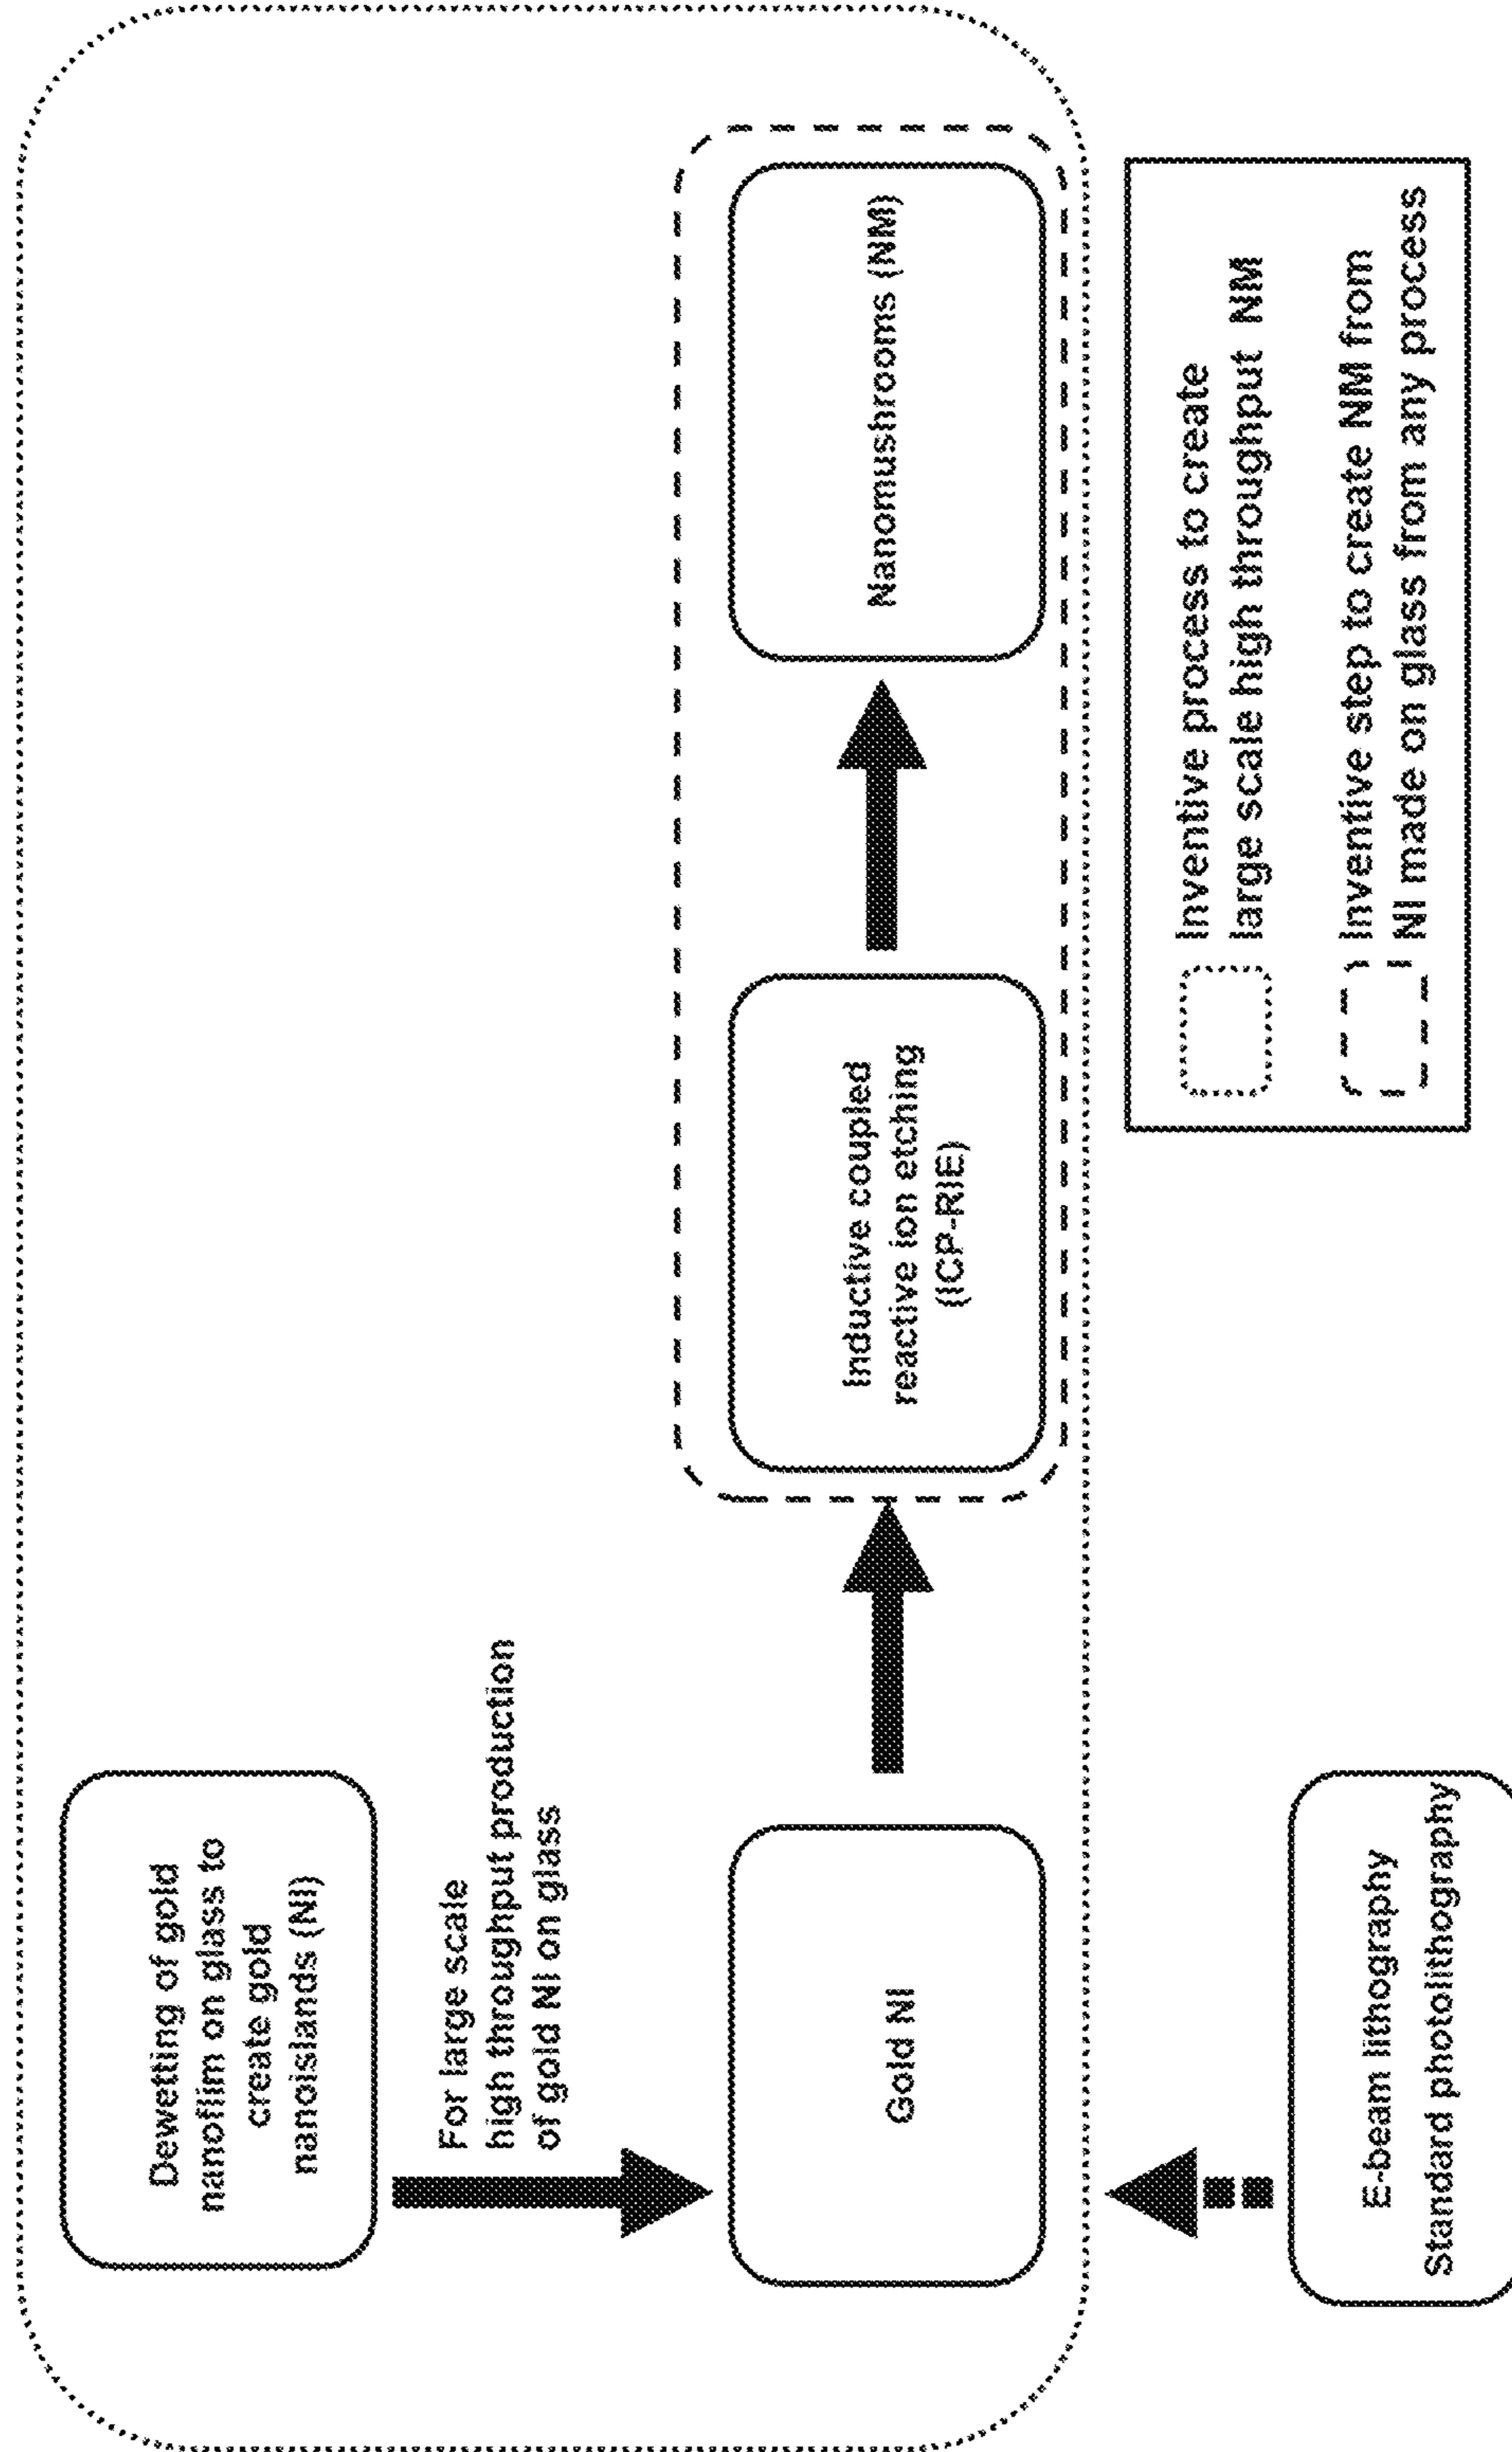 Dewetting of gold
nanoflim on glass to
create gold
nanoislands (NI)
For large scale
high throughput production
of gold NI on glass
Gold NI
Inductive coupled
reactive ion etching
(ICP-RIE)
Nanomushrooms (NM)
E-beam lithography
Standard photolithography
Inventive process to create
large scale high throughput NM
Inventive step to create NM from
NI made on glass from any process